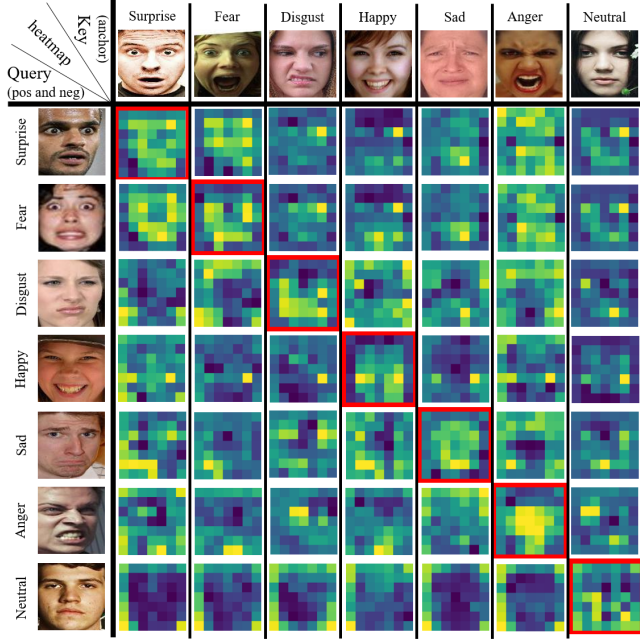 (anchor)
Key
heatmap
Query
(pos and neg)
Surprise
Fear
Disgust
Happy
Sad
Anger
Neutral
Surprise
Fear
Disgust
Happy
Sad
Anger
Neutral